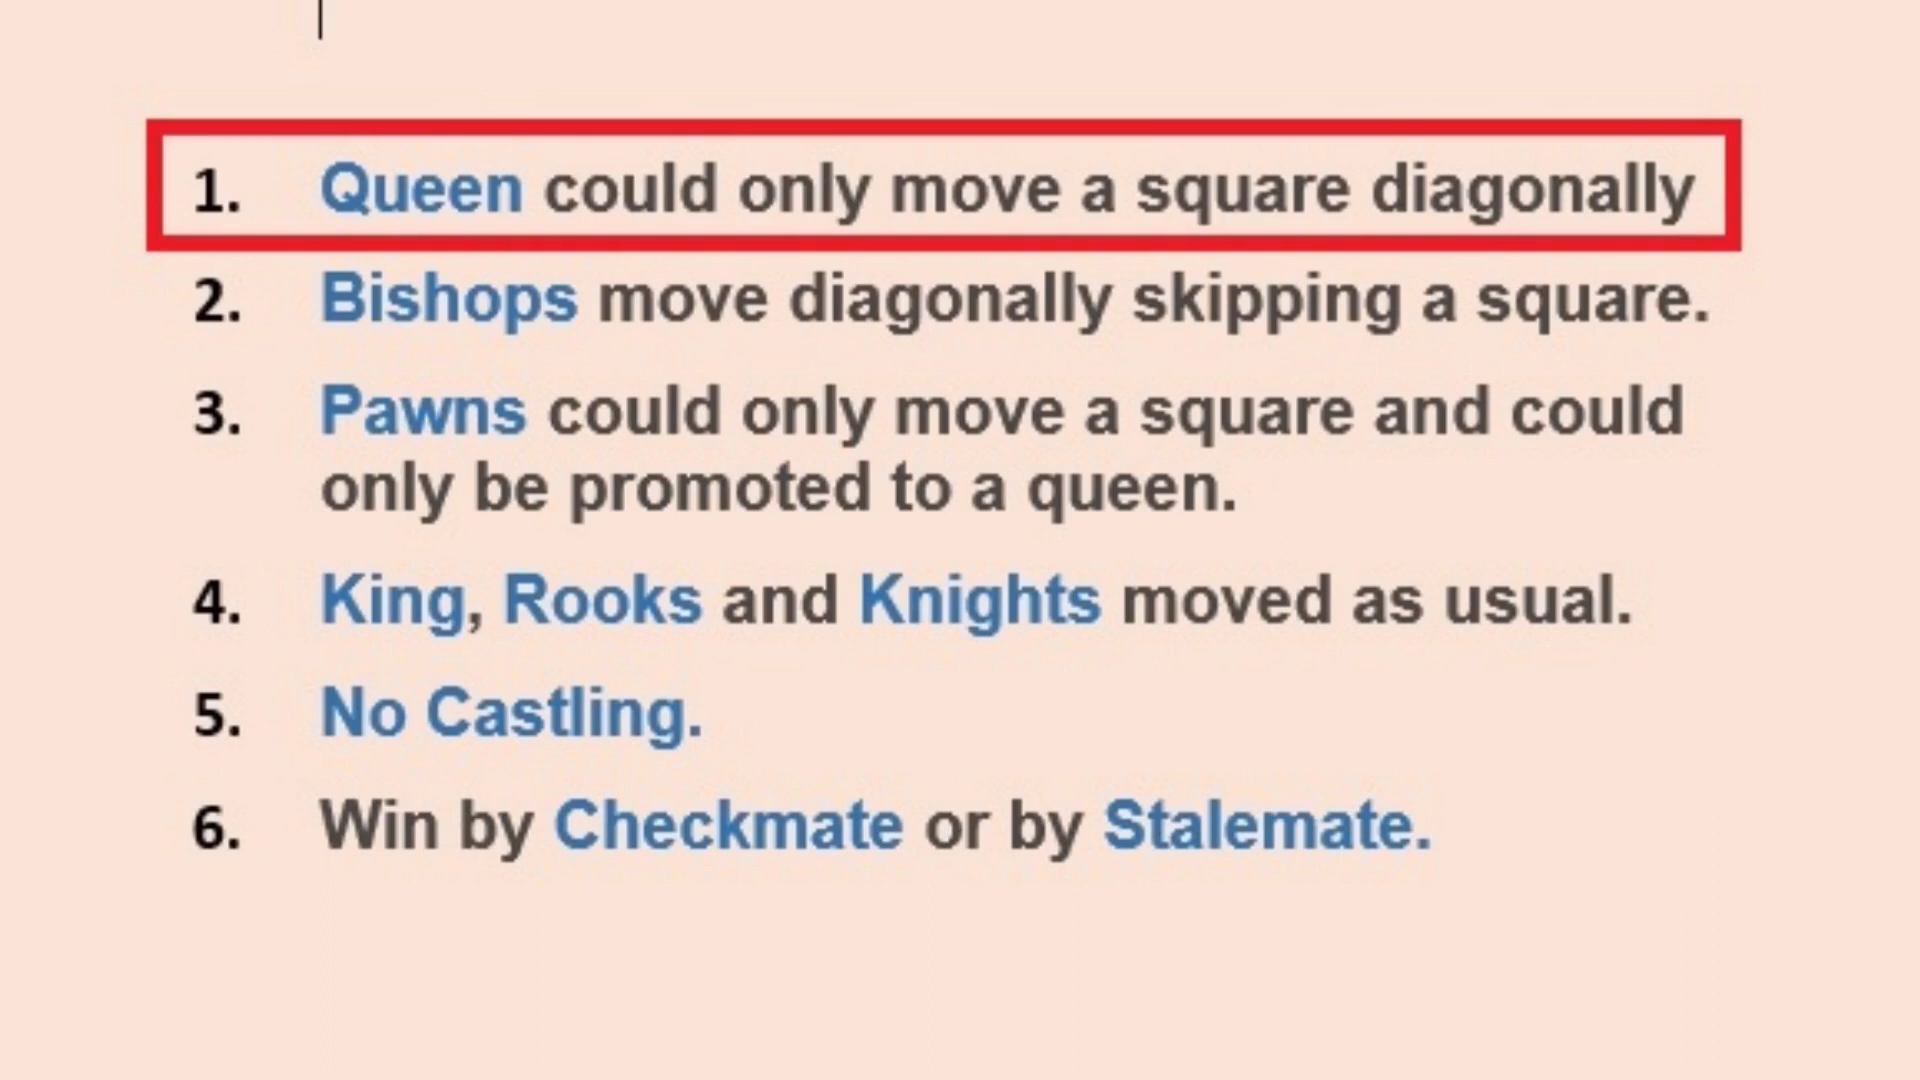 1. Queen could only move a square diagonally
2. Bishops move diagonally skipping a square.
3. Pawns could only move a square and could
only be promoted to a queen.
4. King, Rooks and Knights moved as usual.
5. No Castling.
6. Win by Checkmate or by Stalemate.